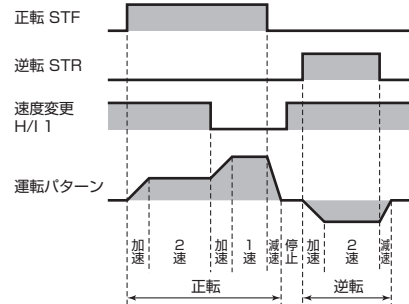 正転 STF
逆転 STR
速度変更
H/I 1
運転パターン
加速
2速
加速
1速
減速
停止
加速
2速
減速
正転
逆転